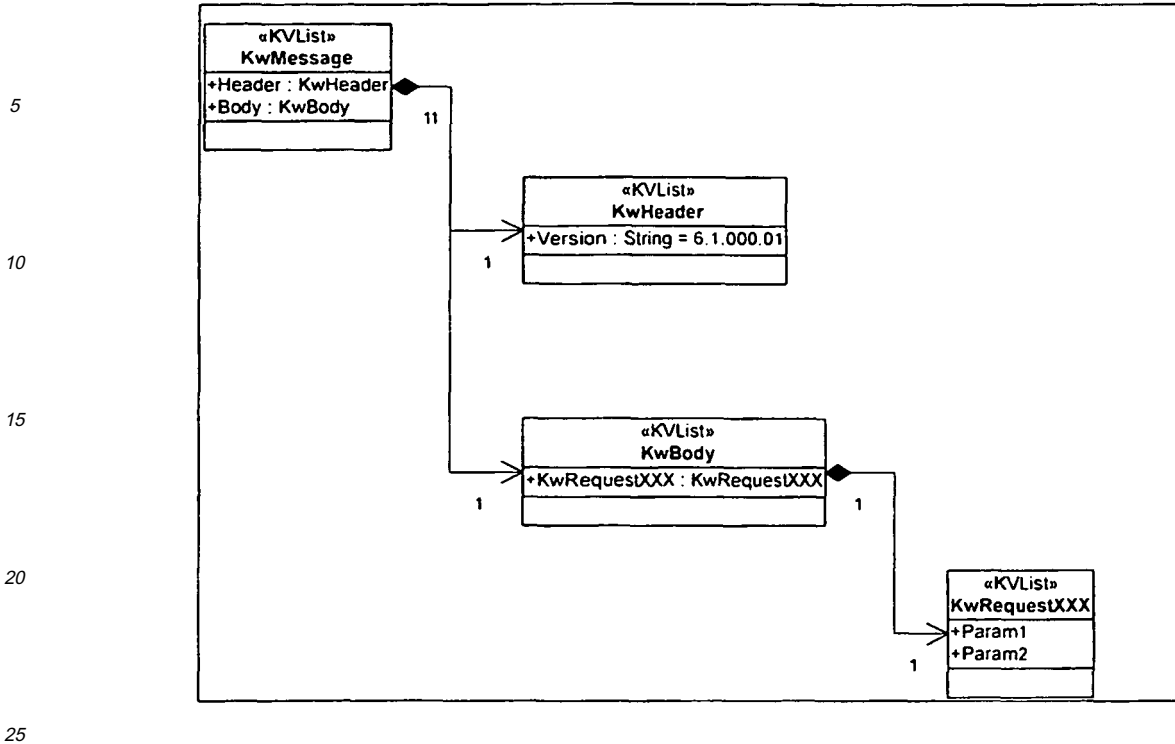 «KVList»
KwMessage
+Header : KwHeader
+Body : KwBody
5
11
«KVList»
KwHeader
+Version : String = 6.1.000.01
10
1
15
«KVList»
KwBody
+KwRequestXXX : KwRequestXXX
1
1
20
«KVList»
KwRequestXXX
+Param1
+Param2
1
25